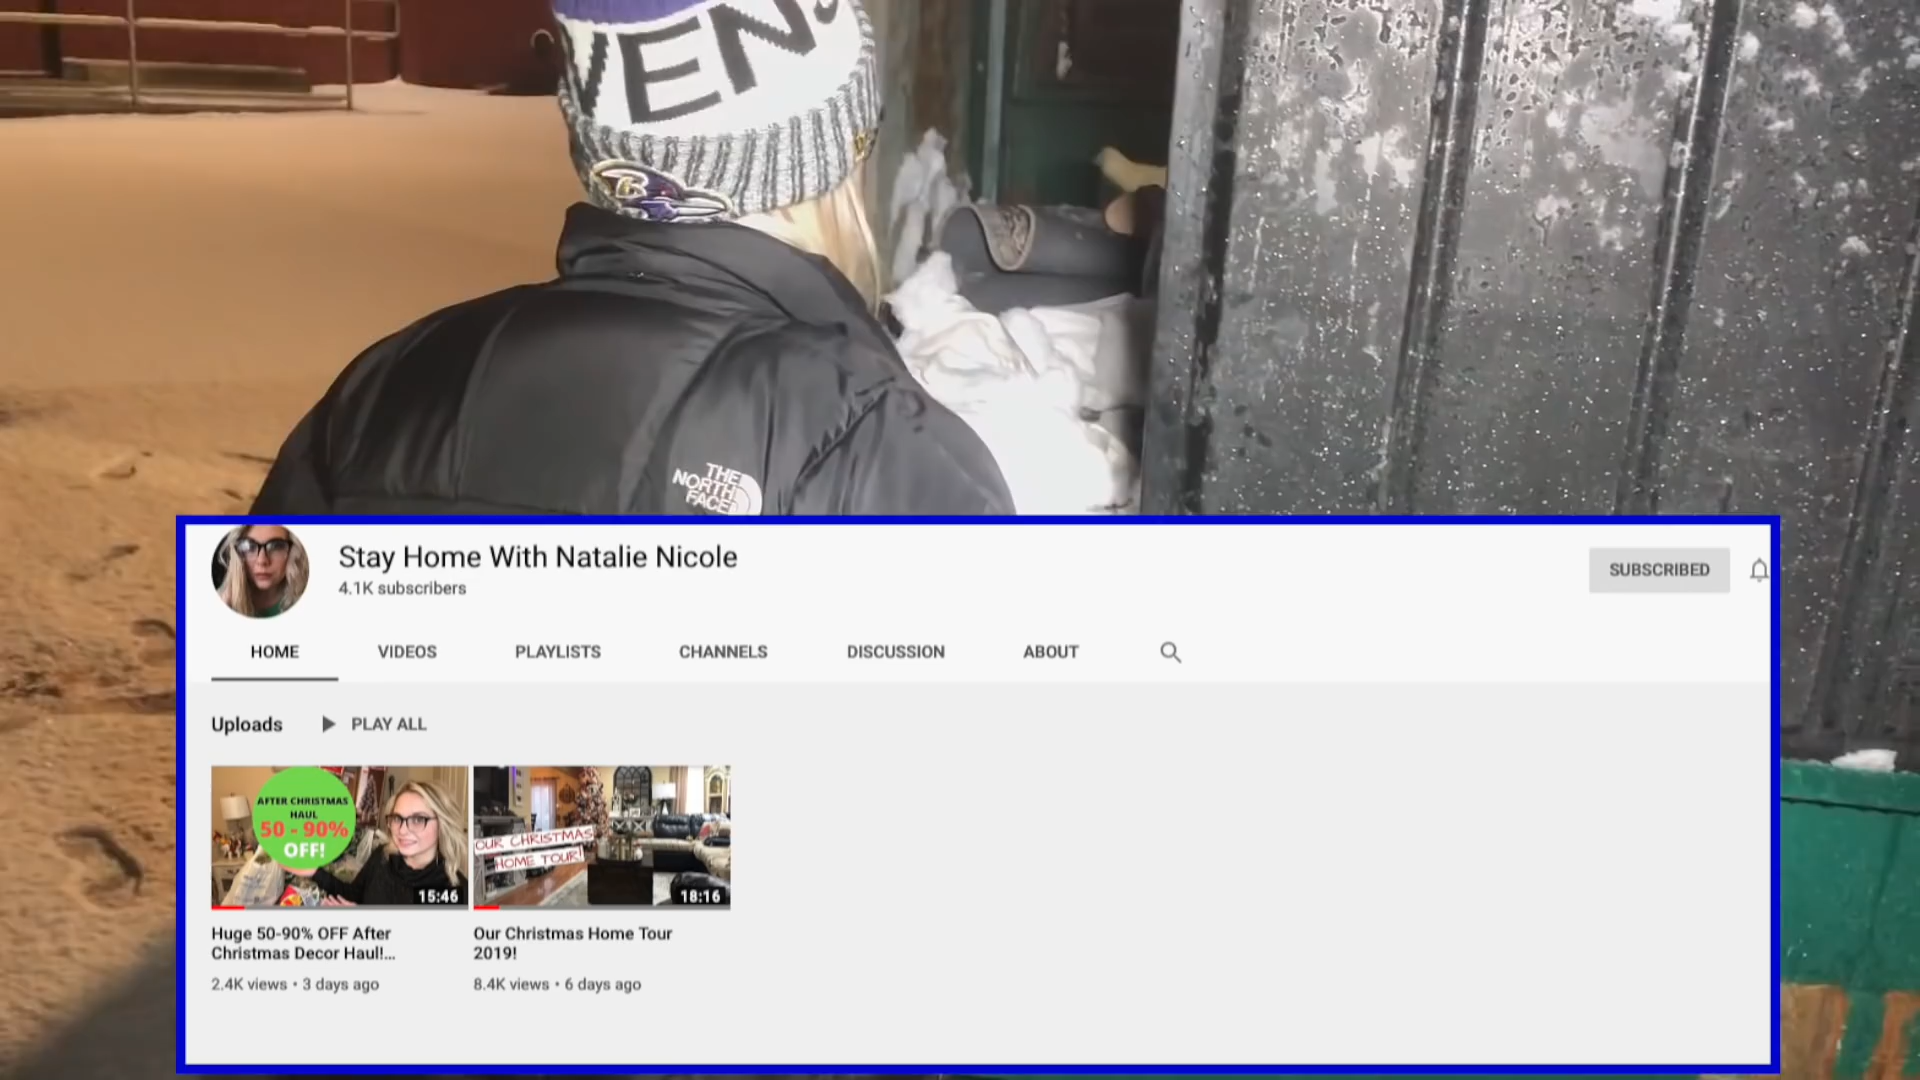 VENS
THE
NORTH
FACE
Stay Home With Natalie Nicole
4.1K subscribers
SUBSCRIBED
HOME
VIDEOS
PLAYLISTS
CHANNELS
DISCUSSION
ABOUT
Uploads
PLAY ALL
AFTER CHRISTMAS
HAUL
50 - 90%
OFF!
15:46
OUR CHRISTMAS
HOME TOUR!
18:16
Huge 50-90% OFF After
Christmas Decor Haul!...
2.4K views • 3 days ago
Our Christmas Home Tour
2019!
8.4K views • 6 days ago